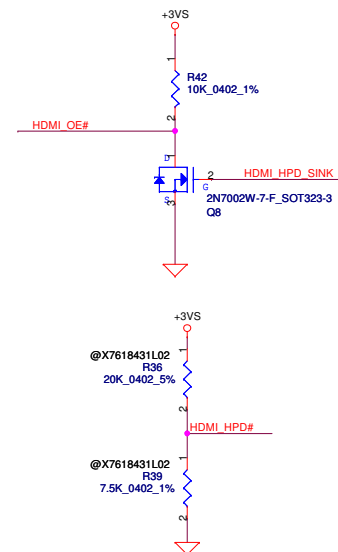 +3VS
1
R42
10K_0402_1%
2
HDMI_OE#
D
1
2
HDMI_HPD_SINK
G
S
3
2N7002W-7-F_SOT323-3
Q8
+3VS
1
@X7618431L02
R36
20K_0402_5%
2
HDMI_HPD#
1
@X7618431L02
R39
7.5K_0402_1%
2